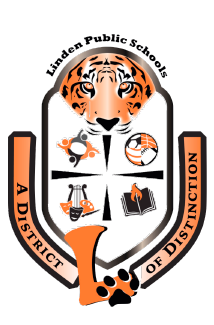 Linden Public Schools
A District
of Distinction
L